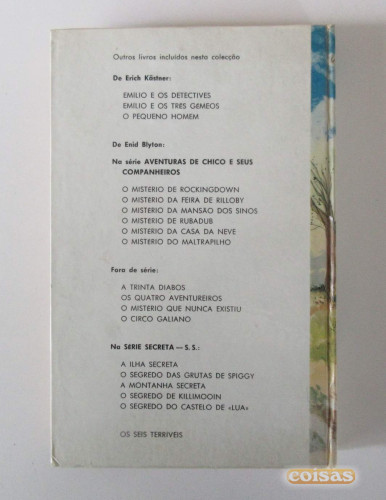 Outros livros incluídos nesta colecção
De Erich Kästner:
EMILIO E OS DETECTIVES
EMILIO E OS TRES GEMEOS
O PEQUENO HOMEM
De Enid Blyton:
Na série AVENTURAS DE CHICO E SEUS
COMPANHEIROS
O MISTERIO DE ROCKINGDOWN
O MISTERIO DA FEIRA DE RILLOBY
O MISTERIO DA MANSÃO DOS SINOS
O MISTERIO DE RUBADUB
O MISTERIO DA CASA DA NEVE
O MISTERIO DO MALTRAPILHO
Fora de série:
A TRINTA DIABOS
OS QUATRO AVENTUREIROS
O MISTERIO QUE NUNCA EXISTIU
O CIRCO GALIANO
Na SERIE SECRETA — S. S.:
A ILHA SECRETA
O SEGREDO DAS GRUTAS DE SPIGGY
A MONTANHA SECRETA
O SEGREDO DE KILLIMOOIN
O SEGREDO DO CASTELO DE «LUA»
OS SEIS TERRIVEIS
coisas